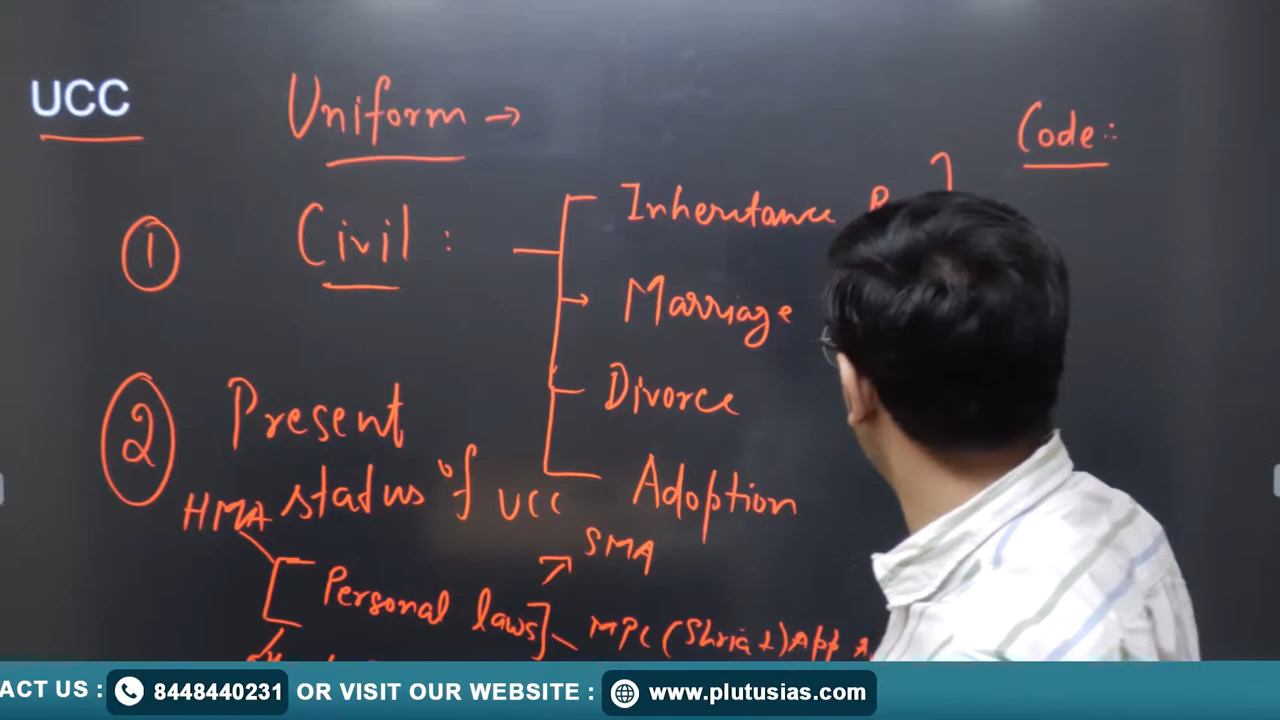 UCC
Uniform →
Code :
① Civil :
Inheritance
→ Marriage
Divorce
Adoption
② Present
status of UCC
HMA
SMA
Personal laws
MPL (Shriat) App
ACT US : 8448440231 OR VISIT OUR WEBSITE : www.plutusias.com